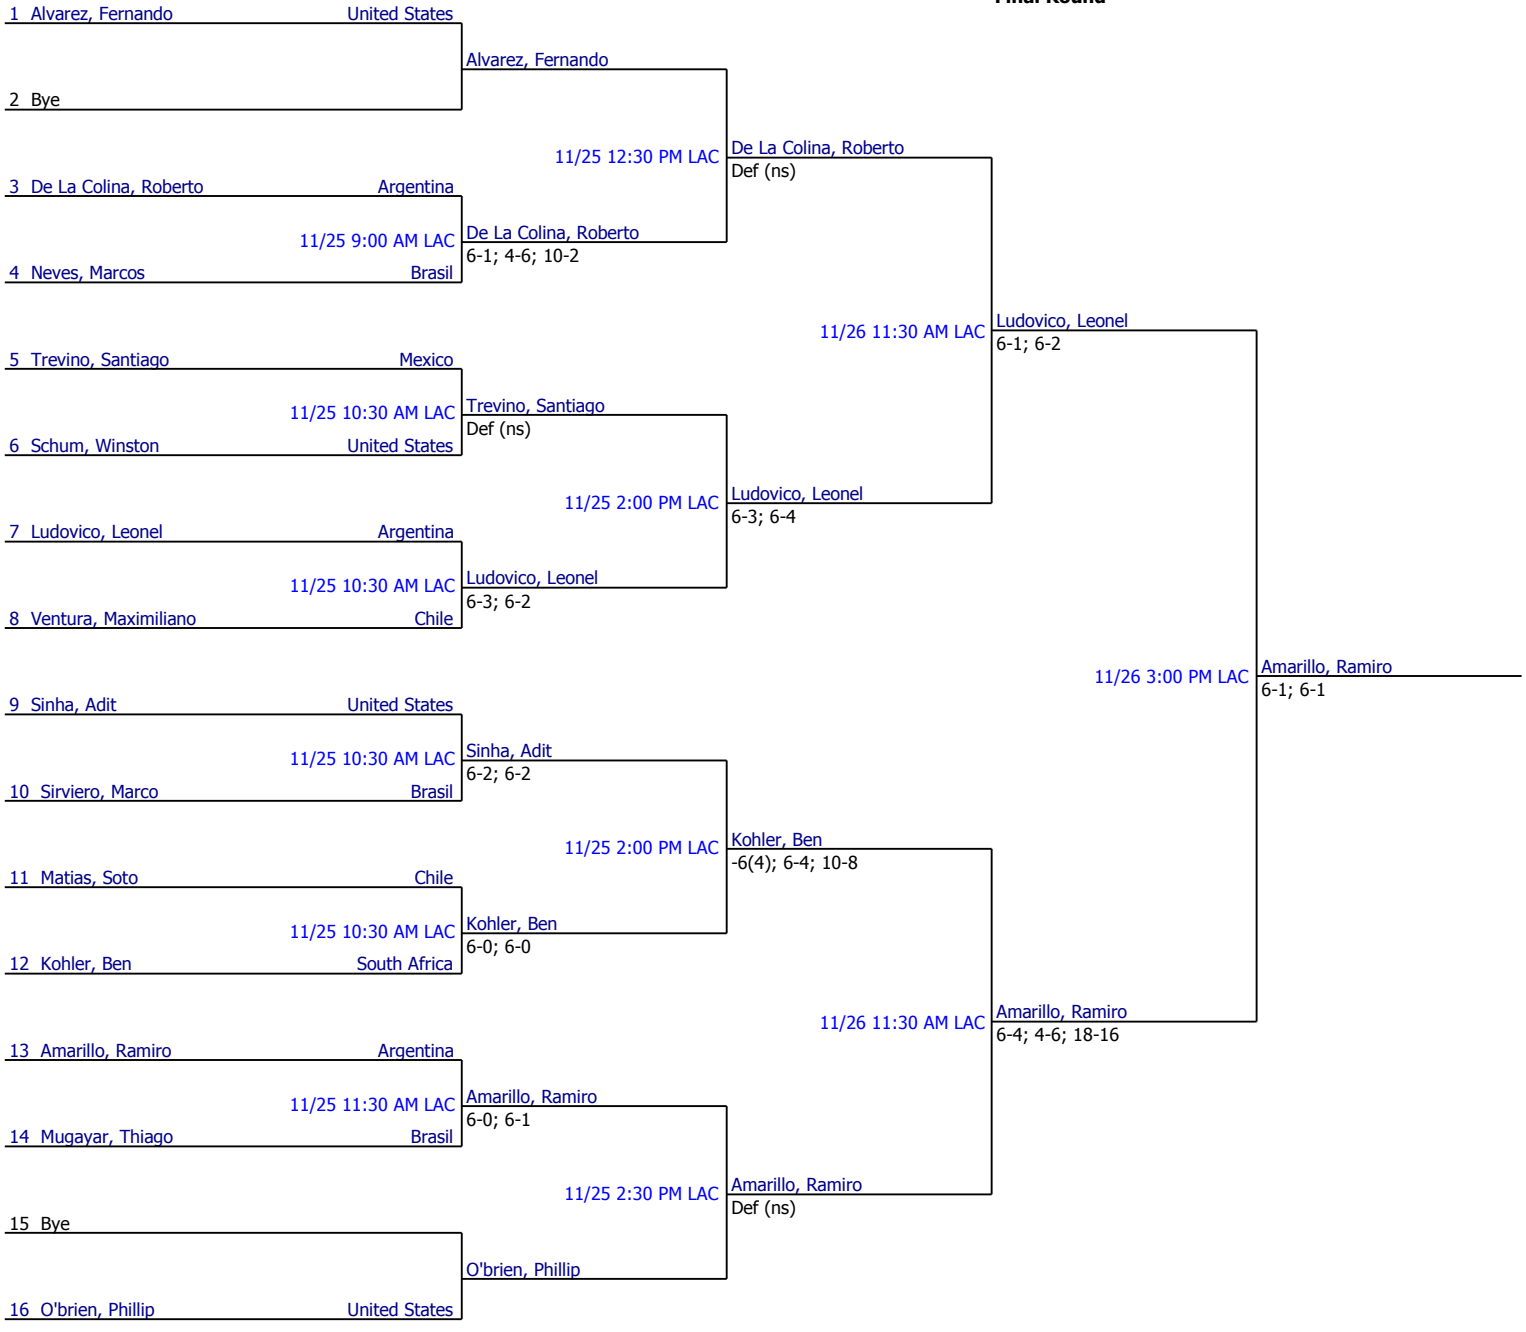 Final Round
1 Alvarez, Fernando United States
Alvarez, Fernando
2 Bye
11/25 12:30 PM LAC De La Colina, Roberto
Def (ns)
3 De La Colina, Roberto Argentina
11/25 9:00 AM LAC De La Colina, Roberto
6-1; 4-6; 10-2
4 Neves, Marcos Brasil
11/26 11:30 AM LAC Ludovico, Leonel
6-1; 6-2
5 Trevino, Santiago Mexico
11/25 10:30 AM LAC Trevino, Santiago
Def (ns)
6 Schum, Winston United States
11/25 2:00 PM LAC Ludovico, Leonel
6-3; 6-4
7 Ludovico, Leonel Argentina
11/25 10:30 AM LAC Ludovico, Leonel
6-3; 6-2
8 Ventura, Maximiliano Chile
11/26 3:00 PM LAC Amarillo, Ramiro
6-1; 6-1
9 Sinha, Adit United States
11/25 10:30 AM LAC Sinha, Adit
6-2; 6-2
10 Sirviero, Marco Brasil
11/25 2:00 PM LAC Kohler, Ben
-6(4); 6-4; 10-8
11 Matias, Soto Chile
11/25 10:30 AM LAC Kohler, Ben
6-0; 6-0
12 Kohler, Ben South Africa
11/26 11:30 AM LAC Amarillo, Ramiro
6-4; 4-6; 18-16
13 Amarillo, Ramiro Argentina
11/25 11:30 AM LAC Amarillo, Ramiro
6-0; 6-1
14 Mugayar, Thiago Brasil
11/25 2:30 PM LAC Amarillo, Ramiro
Def (ns)
15 Bye
O'brien, Phillip
16 O'brien, Phillip United States